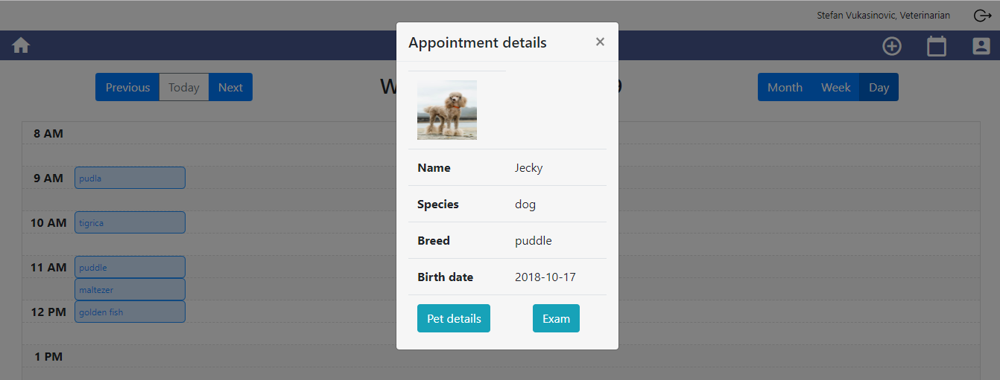 Stefan Vukasinovic, Veterinarian
Appointment details ×
Previous Today Next
Month Week Day
8 AM
9 AM pudla
10 AM tigrica
11 AM puddle
maltezer
12 PM golden fish
1 PM
Name Jecky
Species dog
Breed puddle
Birth date 2018-10-17
Pet details Exam